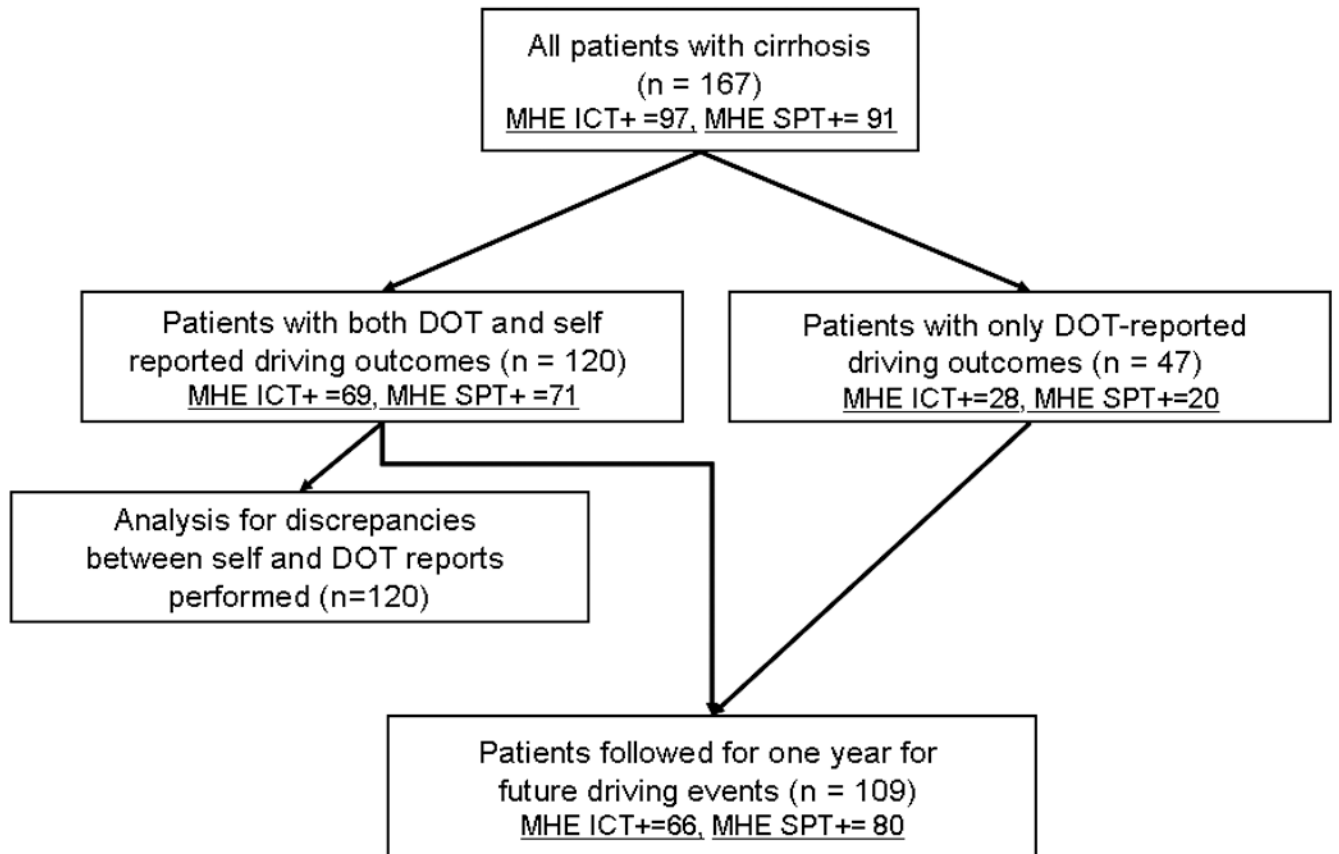 All patients with cirrhosis
(n = 167)
MHE ICT+ =97, MHE SPT+= 91
Patients with both DOT and self
reported driving outcomes (n = 120)
MHE ICT+ =69, MHE SPT+ =71
Patients with only DOT-reported
driving outcomes (n = 47)
MHE ICT+=28, MHE SPT+=20
Analysis for discrepancies
between self and DOT reports
performed (n=120)
Patients followed for one year for
future driving events (n = 109)
MHE ICT+=66, MHE SPT+= 80